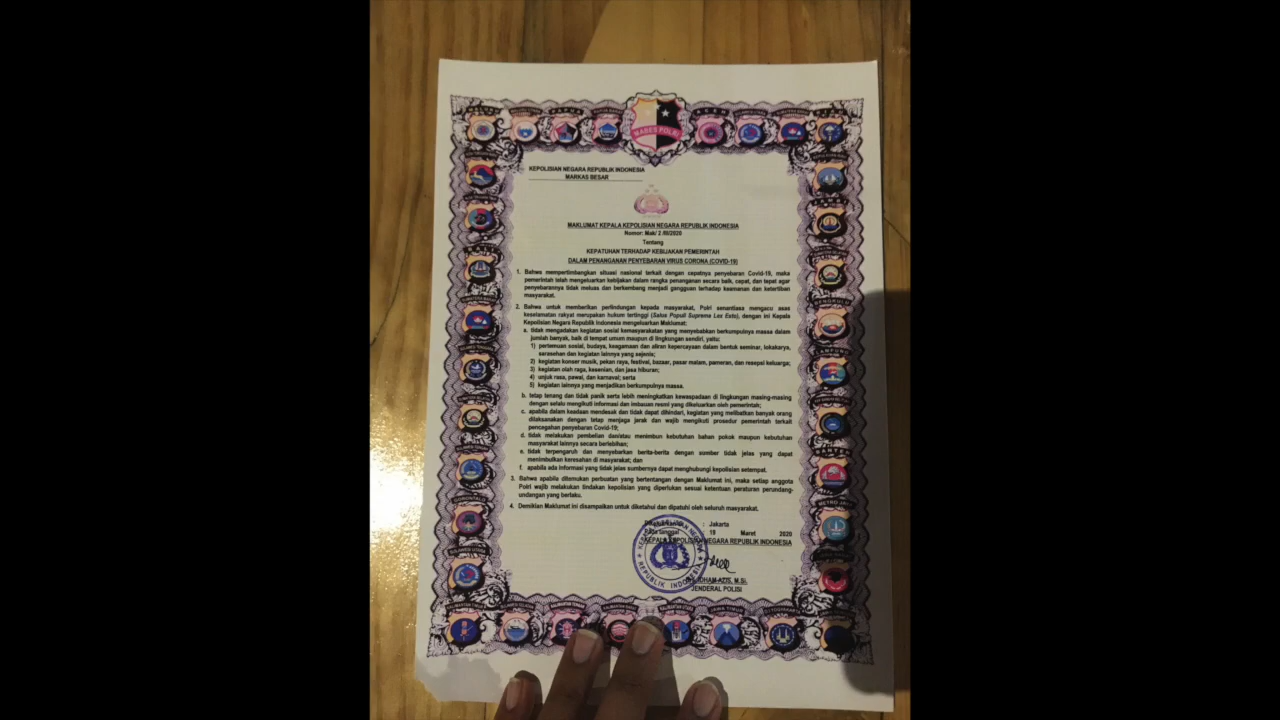 MABES POLRI
KEPOLISIAN NEGARA REPUBLIK INDONESIA
MARKAS BESAR
MAKLUMAT KEPALA KEPOLISIAN NEGARA REPUBLIK INDONESIA
Nomor: Mak/ 2 /III/2020
Tentang
KEPATUHAN TERHADAP KEBIJAKAN PEMERINTAH
DALAM PENANGANAN PENYEBARAN VIRUS CORONA (COVID-19)
1. Bahwa mempertimbangkan situasi nasional terkait dengan cepatnya penyebaran Covid-19, maka
pemerintah telah mengeluarkan kebijakan dalam rangka penanganan secara baik, cepat, dan tepat agar
penyebarannya tidak meluas dan berkembang menjadi gangguan terhadap keamanan dan ketertiban
masyarakat.
2. Bahwa untuk memberikan perlindungan kepada masyarakat, Polri senantiasa mengacu asas
keselamatan rakyat merupakan hukum tertinggi (Salus Populi Suprema Lex Esto), dengan ini Kepala
Kepolisian Negara Republik Indonesia mengeluarkan Maklumat:
a. tidak mengadakan kegiatan sosial kemasyarakatan yang menyebabkan berkumpulnya massa dalam
jumlah banyak, baik di tempat umum maupun di lingkungan sendiri, yaitu:
1) pertemuan sosial, budaya, keagamaan dan aliran kepercayaan dalam bentuk seminar, lokakarya,
sarasehan dan kegiatan lainnya yang sejenis;
2) kegiatan konser musik, pekan raya, festival, bazaar, pasar malam, pameran, dan resepsi keluarga;
3) kegiatan olah raga, kesenian, dan jasa hiburan;
4) unjuk rasa, pawai, dan karnaval; serta
5) kegiatan lainnya yang menjadikan berkumpulnya massa.
b. tetap tenang dan tidak panik serta lebih meningkatkan kewaspadaan di lingkungan masing-masing
dengan selalu mengikuti informasi dan imbauan resmi yang dikeluarkan oleh pemerintah;
c. apabila dalam keadaan mendesak dan tidak dapat dihindari, kegiatan yang melibatkan banyak orang
dilaksanakan dengan tetap menjaga jarak dan wajib mengikuti prosedur pemerintah terkait
pencegahan penyebaran Covid-19;
d. tidak melakukan pembelian dan/atau menimbun kebutuhan bahan pokok maupun kebutuhan
masyarakat lainnya secara berlebihan;
e. tidak terpengaruh dan menyebarkan berita-berita dengan sumber tidak jelas yang dapat
menimbulkan keresahan di masyarakat; dan
f. apabila ada informasi yang tidak jelas sumbernya dapat menghubungi kepolisian setempat.
3. Bahwa apabila ditemukan perbuatan yang bertentangan dengan Maklumat ini, maka setiap anggota
Polri wajib melakukan tindakan kepolisian yang diperlukan sesuai ketentuan peraturan perundang-
undangan yang berlaku.
4. Demikian Maklumat ini disampaikan untuk diketahui dan dipatuhi oleh seluruh masyarakat.
: Jakarta
Pada tanggal : 19 Maret 2020
KEPALA KEPOLISIAN NEGARA REPUBLIK INDONESIA
REPUBLIK INDONESIA
IDHAM AZIS, M.Si.
JENDERAL POLISI